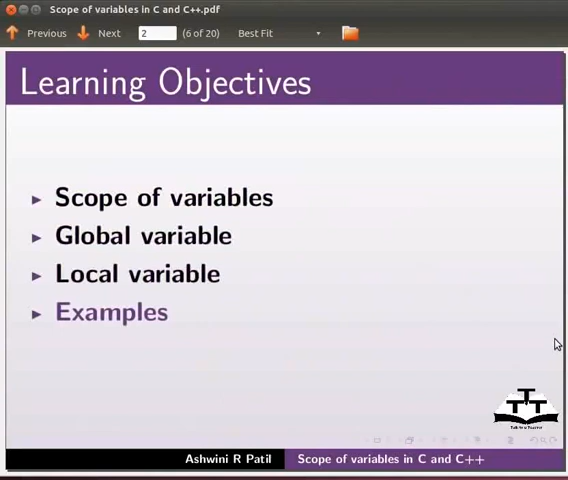 Scope of variables in C and C++.pdf
Previous Next 2 (6 of 20) Best Fit
Learning Objectives
Scope of variables
Global variable
Local variable
Examples
TTT
Ashwini R Patil Scope of variables in C and C++